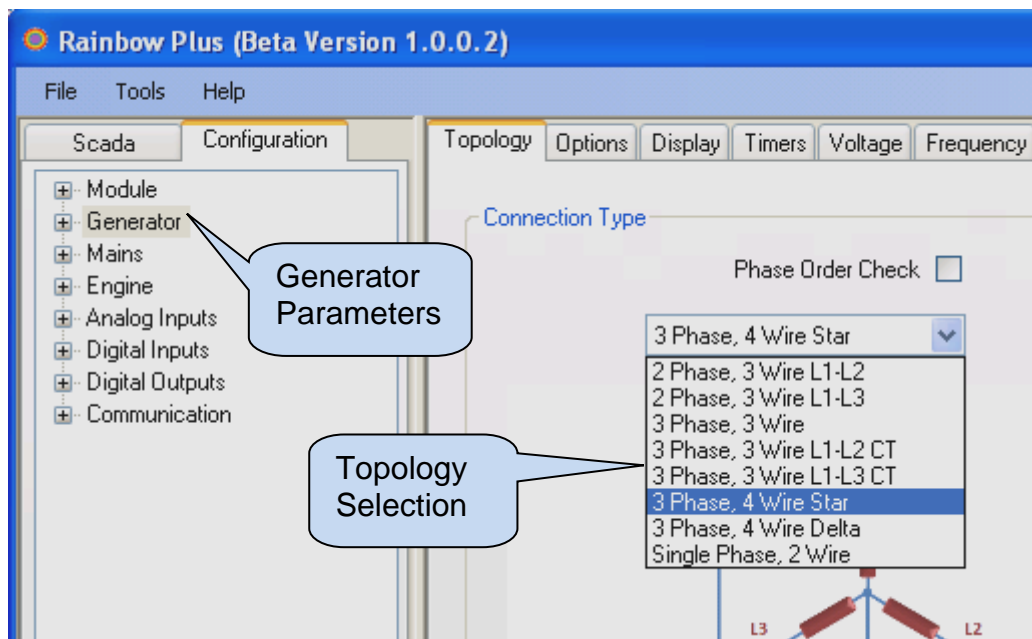 Rainbow Plus (Beta Version 1.0.0.2)
File Tools Help
Scada Configuration
Topology Options Display Timers Voltage Frequency
Module
Generator
Mains
Engine
Analog Inputs
Digital Inputs
Digital Outputs
Communication
Generator
Parameters
Connection Type
Phase Order Check
3 Phase, 4 Wire Star
2 Phase, 3 Wire L1-L2
2 Phase, 3 Wire L1-L3
3 Phase, 3 Wire
3 Phase, 3 Wire L1-L2 CT
3 Phase, 3 Wire L1-L3 CT
3 Phase, 4 Wire Star
3 Phase, 4 Wire Delta
Single Phase, 2 Wire
Topology
Selection
L3 L2